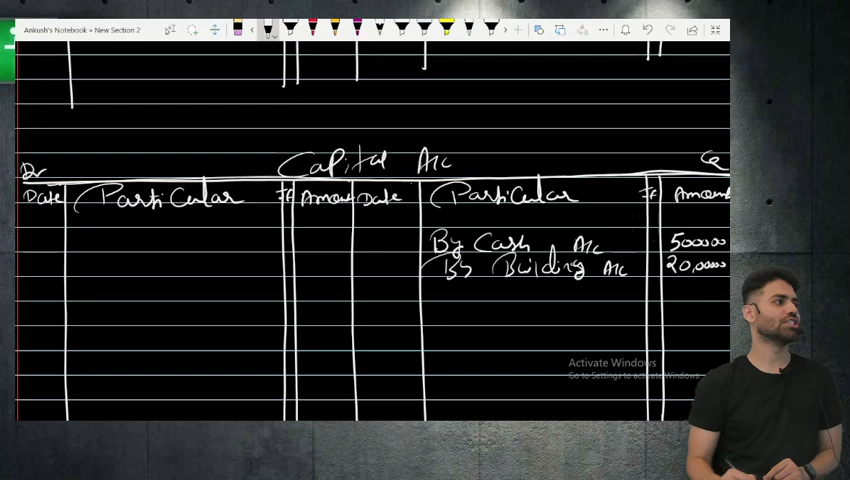 Ankush's Notebook » New Section 2
Capital A/c
Dr
Cr
Date Particular JF Amount Date Particular JF Amount
By Cash A/c 500000
By Building A/c 20,0000
Activate Windows
Go to Settings to activate Windows.